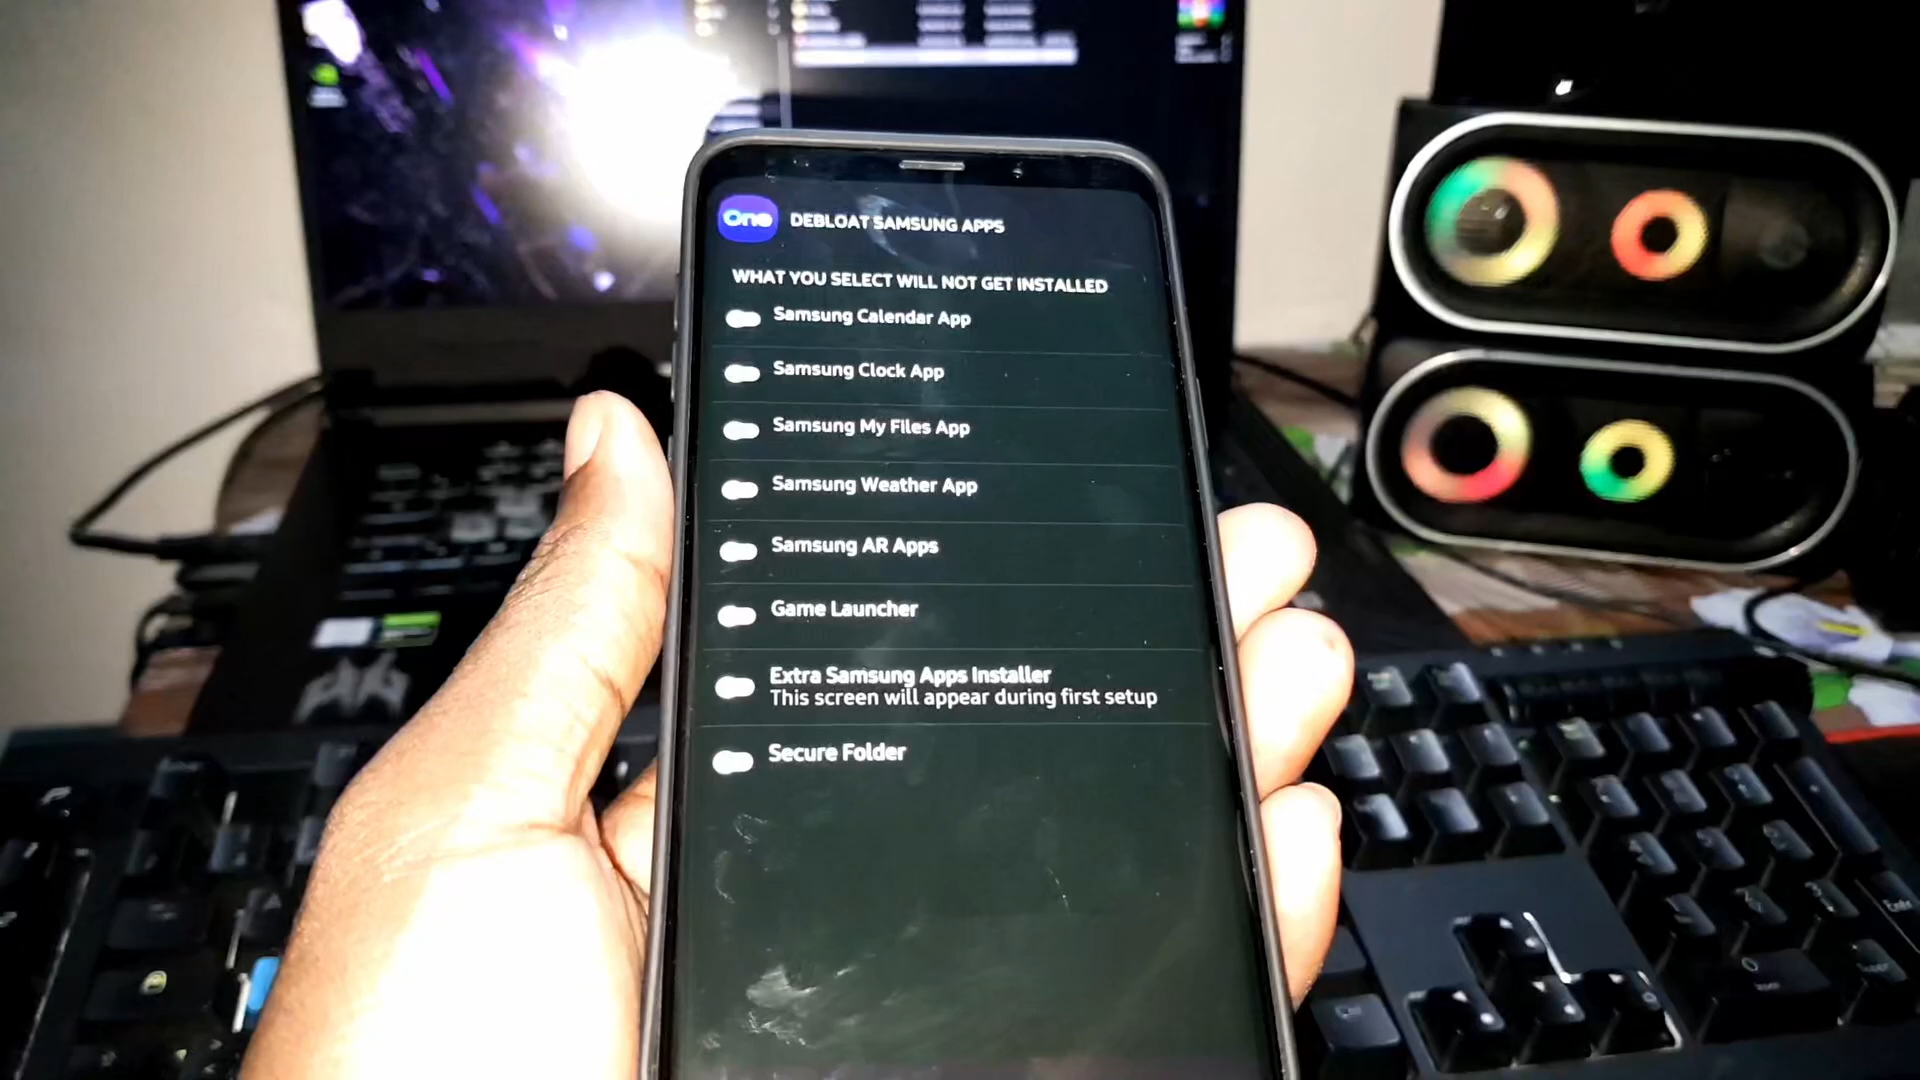 One
DEBLOAT SAMSUNG APPS
WHAT YOU SELECT WILL NOT GET INSTALLED
Samsung Calendar App
Samsung Clock App
Samsung My Files App
Samsung Weather App
Samsung AR Apps
Game Launcher
Extra Samsung Apps Installer
This screen will appear during first setup
Secure Folder